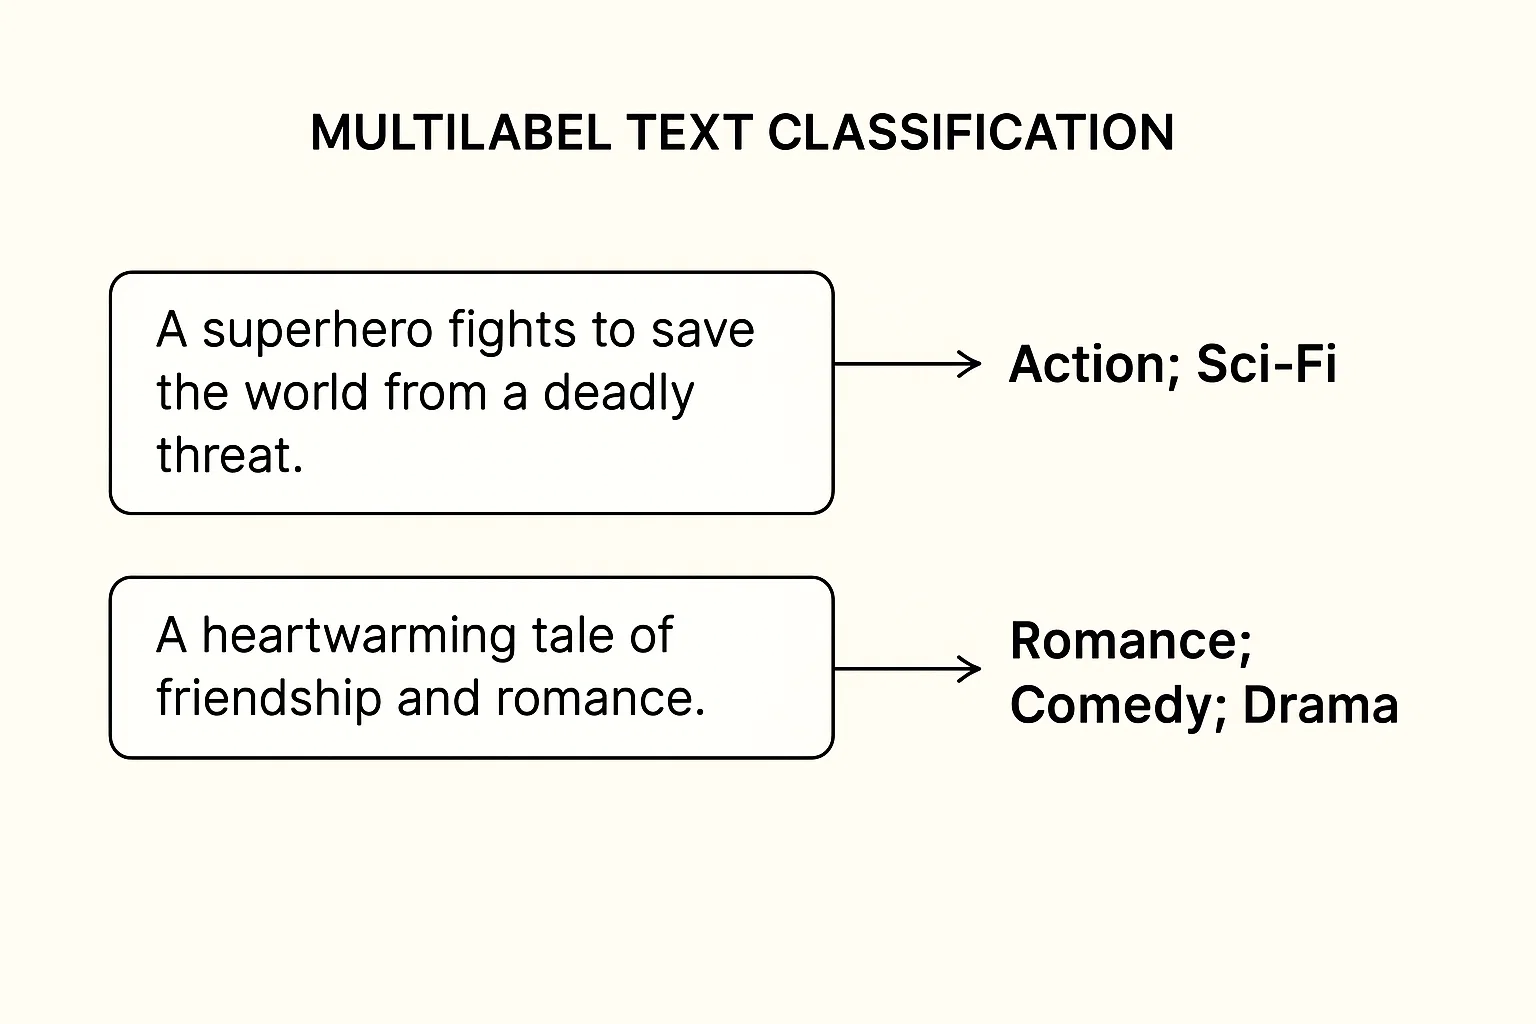 MULTILABEL TEXT CLASSIFICATION
A superhero fights to save
the world from a deadly
threat.
Action; Sci-Fi
A heartwarming tale of
friendship and romance.
Romance;
Comedy; Drama